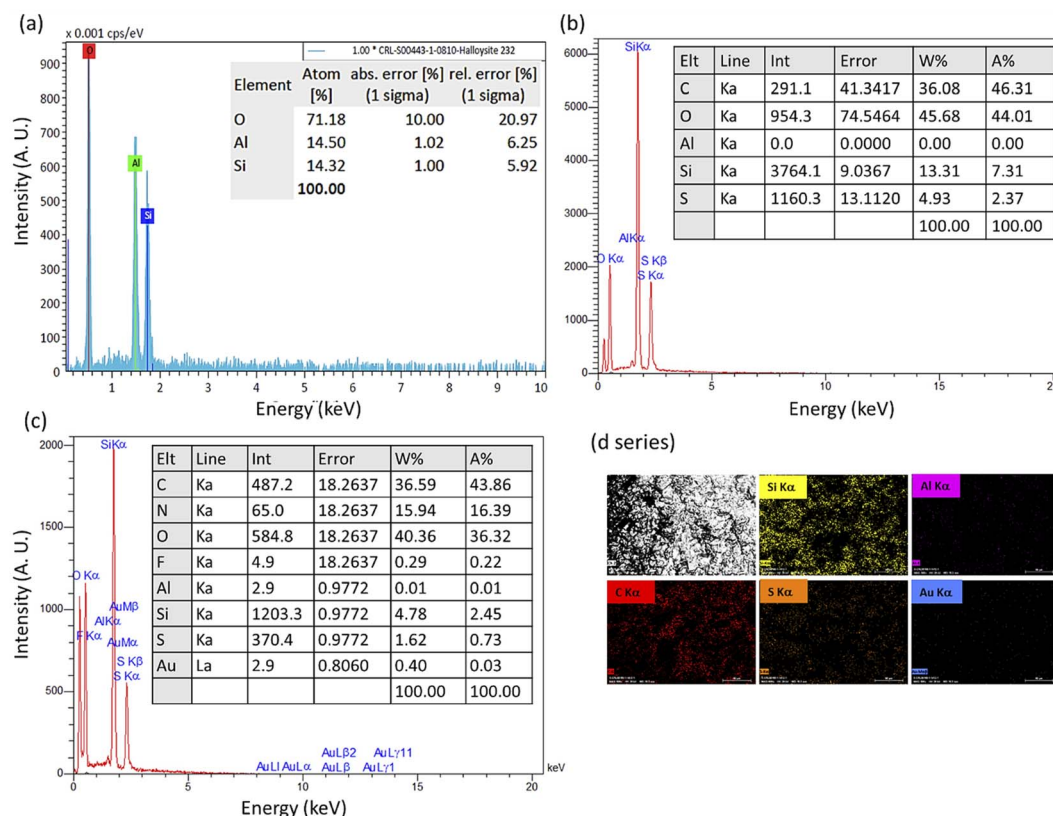 (a)
x 0.001 cps/eV
1.00 * CRL-S00443-1-0810-Halloysite 232
Element Atom [%] abs. error [%] (1 sigma) rel. error [%] (1 sigma)
O 71.18 10.00 20.97
Al 14.50 1.02 6.25
Si 14.32 1.00 5.92
100.00
O
Al
Si
900
800
700
600
500
400
300
200
100
0
Intensity (A. U.)
1 2 3 4 5 6 7 8 9 10
Energy (keV)
(b)
6000
5000
4000
3000
2000
1000
0
Intensity (A. U.)
SiKα
AlKα
O Kα
S Kβ
S Kα
Elt Line Int Error W% A%
C Ka 291.1 41.3417 36.08 46.31
O Ka 954.3 74.5464 45.68 44.01
Al Ka 0.0 0.0000 0.00 0.00
Si Ka 3764.1 9.0367 13.31 7.31
S Ka 1160.3 13.1120 4.93 2.37
100.00 100.00
0 5 10 15 20
Energy (keV)
(c)
2000
1500
1000
500
0
Intensity (A. U.)
SiKα
O Kα
AuMβ
AlKα
F Kα
AuMα
S Kβ
S Kα
Elt Line Int Error W% A%
C Ka 487.2 18.2637 36.59 43.86
N Ka 65.0 18.2637 15.94 16.39
O Ka 584.8 18.2637 40.36 36.32
F Ka 4.9 18.2637 0.29 0.22
Al Ka 2.9 0.9772 0.01 0.01
Si Ka 1203.3 0.9772 4.78 2.45
S Ka 370.4 0.9772 1.62 0.73
Au La 2.9 0.8060 0.40 0.03
100.00 100.00
AuLβ2 AuLγ11
AuLl AuLα AuLβ AuLγ1
keV
0 5 10 15 20
Energy (keV)
(d series)
Si Kα
Al Kα
C Kα
S Kα
Au Kα